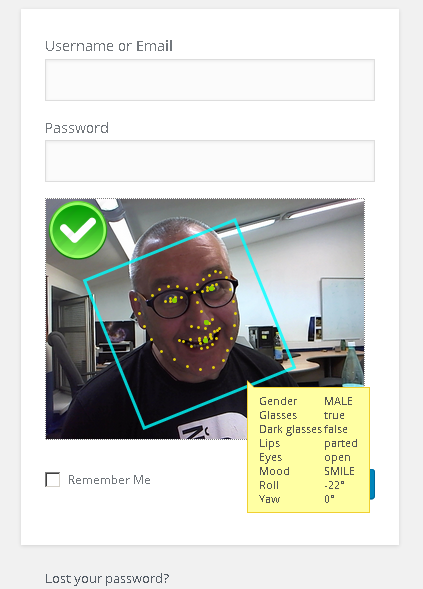 Username or Email
Password
Gender MALE
Glasses true
Dark glasses false
Lips parted
Eyes open
Mood SMILE
Roll -22°
Yaw 0°
Remember Me
Lost your password?